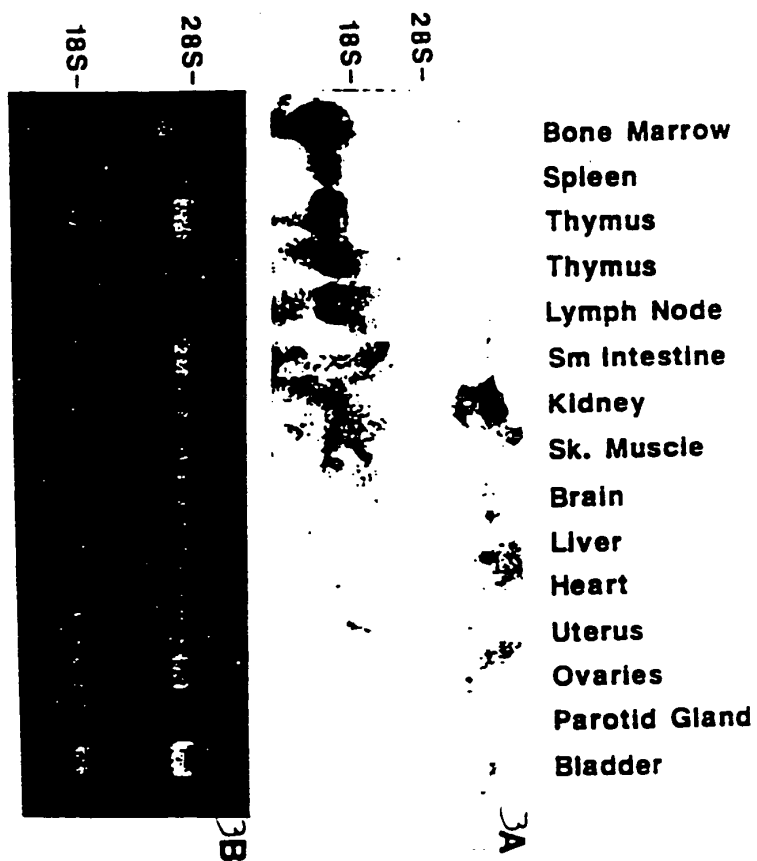 18S-
28S-
18S-
28S-
Bone Marrow
Spleen
Thymus
Thymus
Lymph Node
Sm Intestine
Kidney
Sk. Muscle
Brain
Liver
Heart
Uterus
Ovaries
Parotid Gland
Bladder
3B
3A